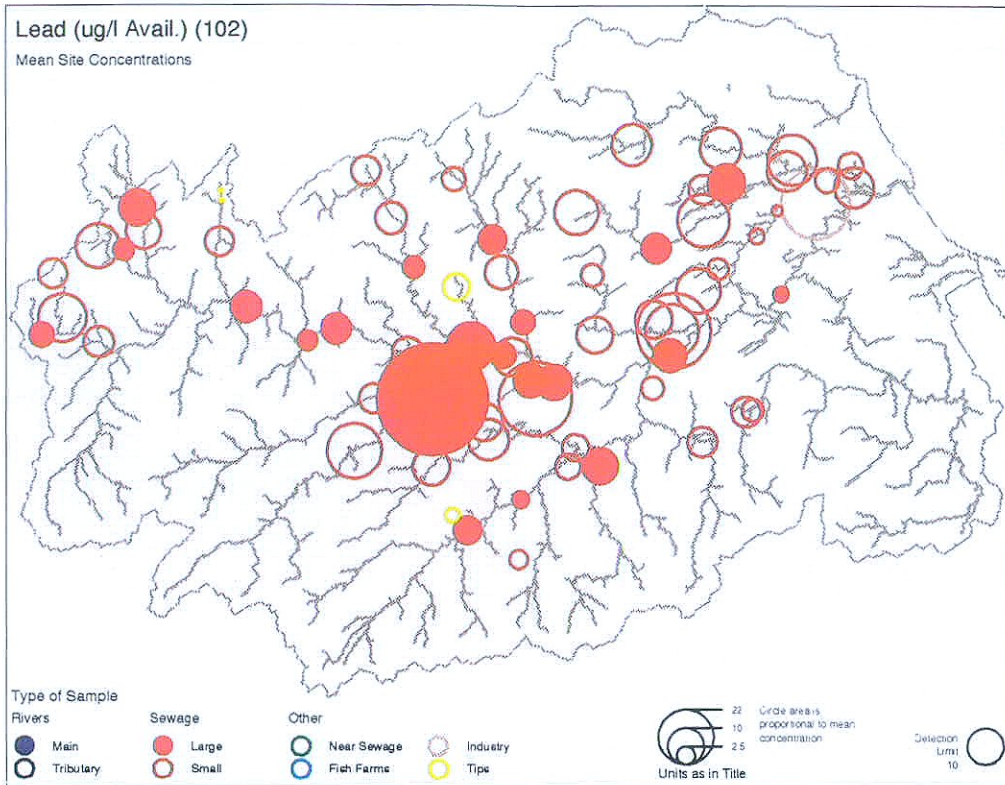 Lead (ug/l Avail.) (102)
Mean Site Concentrations
Type of Sample
Rivers
Main
Tributary
Sewage
Large
Small
Other
Near Sewage
Fish Farms
Industry
Tips
22
10
2.5
Units as in Title
Circle area is
proportional to mean
concentration
Detection
Limit
10